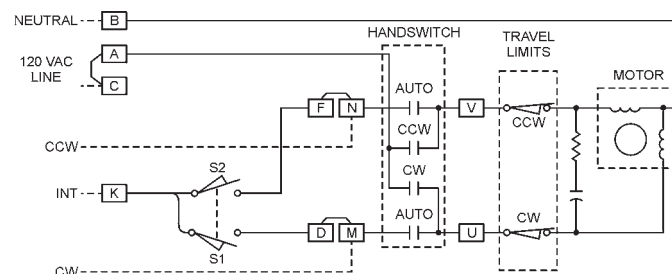 NEUTRAL B
HANDSWITCH
A
TRAVEL
LIMITS
120 VAC
LINE
C
MOTOR
AUTO
F N
V
CCW
CCW
CCW
S2
CW
INT K
AUTO
CW
D M
U
S1
CW